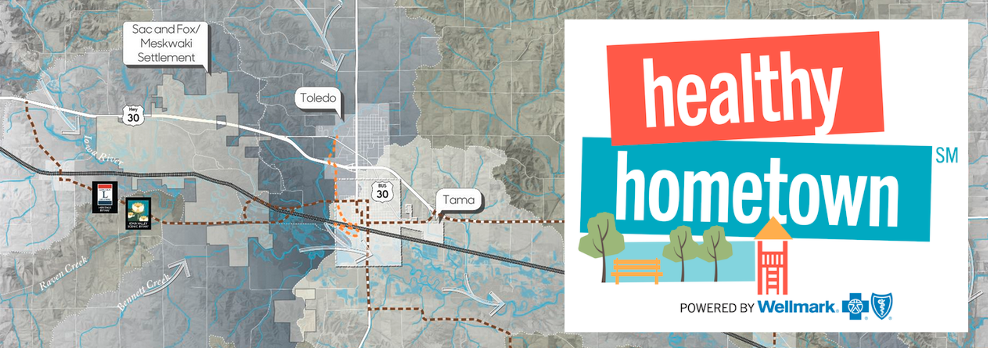 Sac and Fox/
Meskwaki
Settlement
Toledo
Hwy
30
Iowa River
BUS
30
Tama
Raven Creek
Bennett Creek
healthy
hometown
SM
POWERED BY Wellmark.